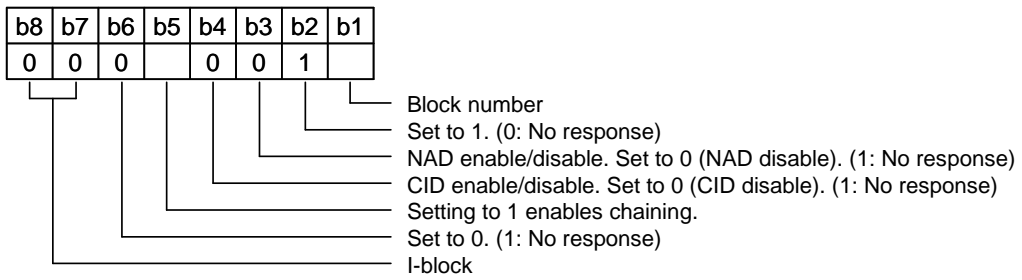 b8 b7 b6 b5 b4 b3 b2 b1
0 0 0 0 0 1
Block number
Set to 1. (0: No response)
NAD enable/disable. Set to 0 (NAD disable). (1: No response)
CID enable/disable. Set to 0 (CID disable). (1: No response)
Setting to 1 enables chaining.
Set to 0. (1: No response)
I-block